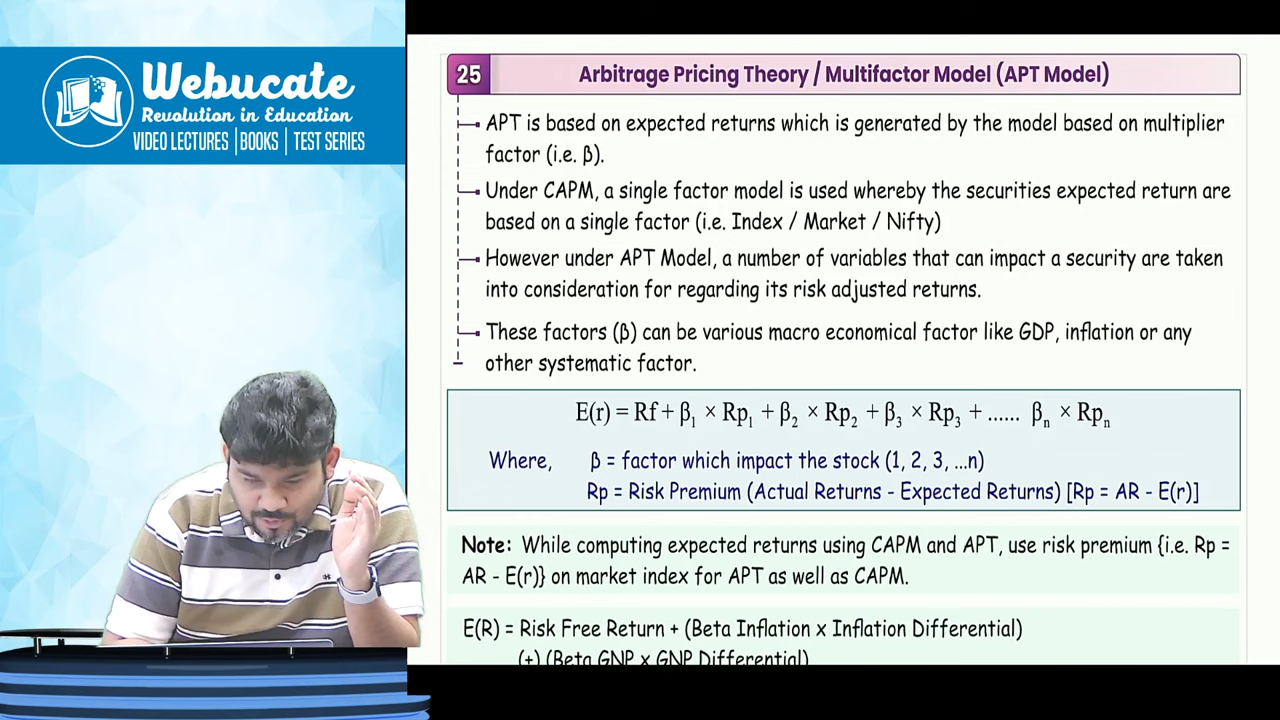 Webucate
Revolution in Education
VIDEO LECTURES | BOOKS | TEST SERIES
25 Arbitrage Pricing Theory / Multifactor Model (APT Model)
APT is based on expected returns which is generated by the model based on multiplier
factor (i.e. β).
Under CAPM, a single factor model is used whereby the securities expected return are
based on a single factor (i.e. Index / Market / Nifty)
However under APT Model, a number of variables that can impact a security are taken
into consideration for regarding its risk adjusted returns.
These factors (β) can be various macro economical factor like GDP, inflation or any
other systematic factor.
E(r) = Rf + β₁ × Rp₁ + β₂ × Rp₂ + β₃ × Rp₃ + ...... βₙ × Rpₙ
Where, β = factor which impact the stock (1, 2, 3, ...n)
Rp = Risk Premium (Actual Returns - Expected Returns) [Rp = AR - E(r)]
Note: While computing expected returns using CAPM and APT, use risk premium {i.e. Rp =
AR - E(r)} on market index for APT as well as CAPM.
E(R) = Risk Free Return + (Beta Inflation x Inflation Differential)
(+) (Beta GNP x GNP Differential)